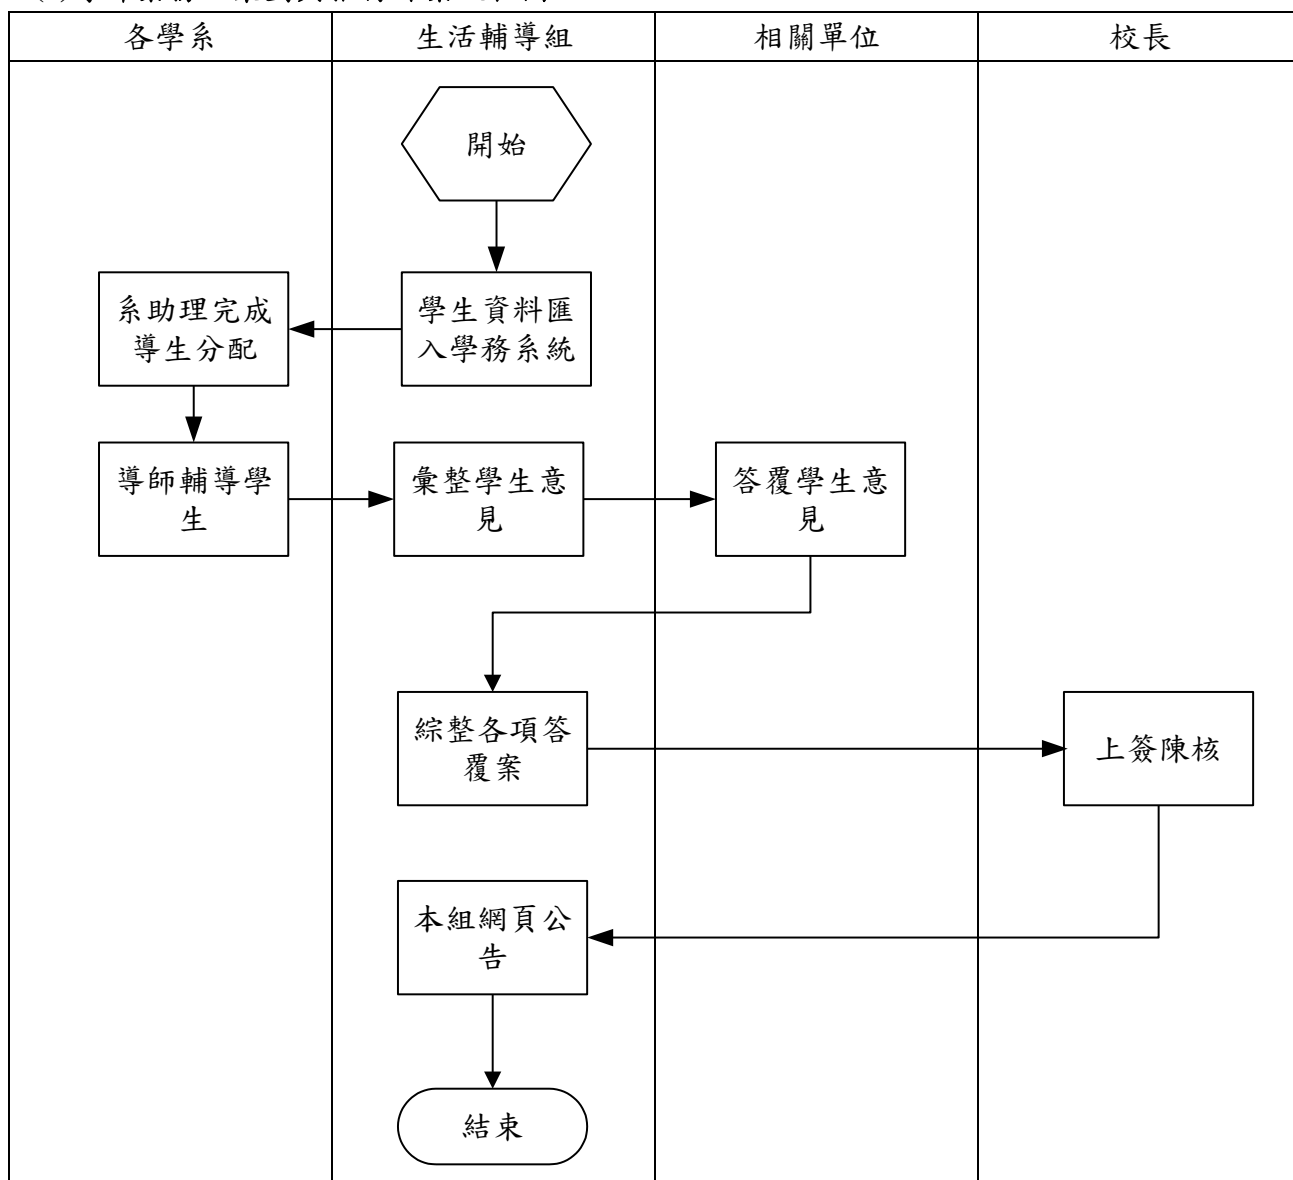 各學系
生活輔導組
相關單位
校長
開始
學生資料匯
入學務系統
系助理完成
導生分配
導師輔導學
生
彙整學生意
見
答覆學生意
見
綜整各項答
覆案
上簽陳核
本組網頁公
告
結束